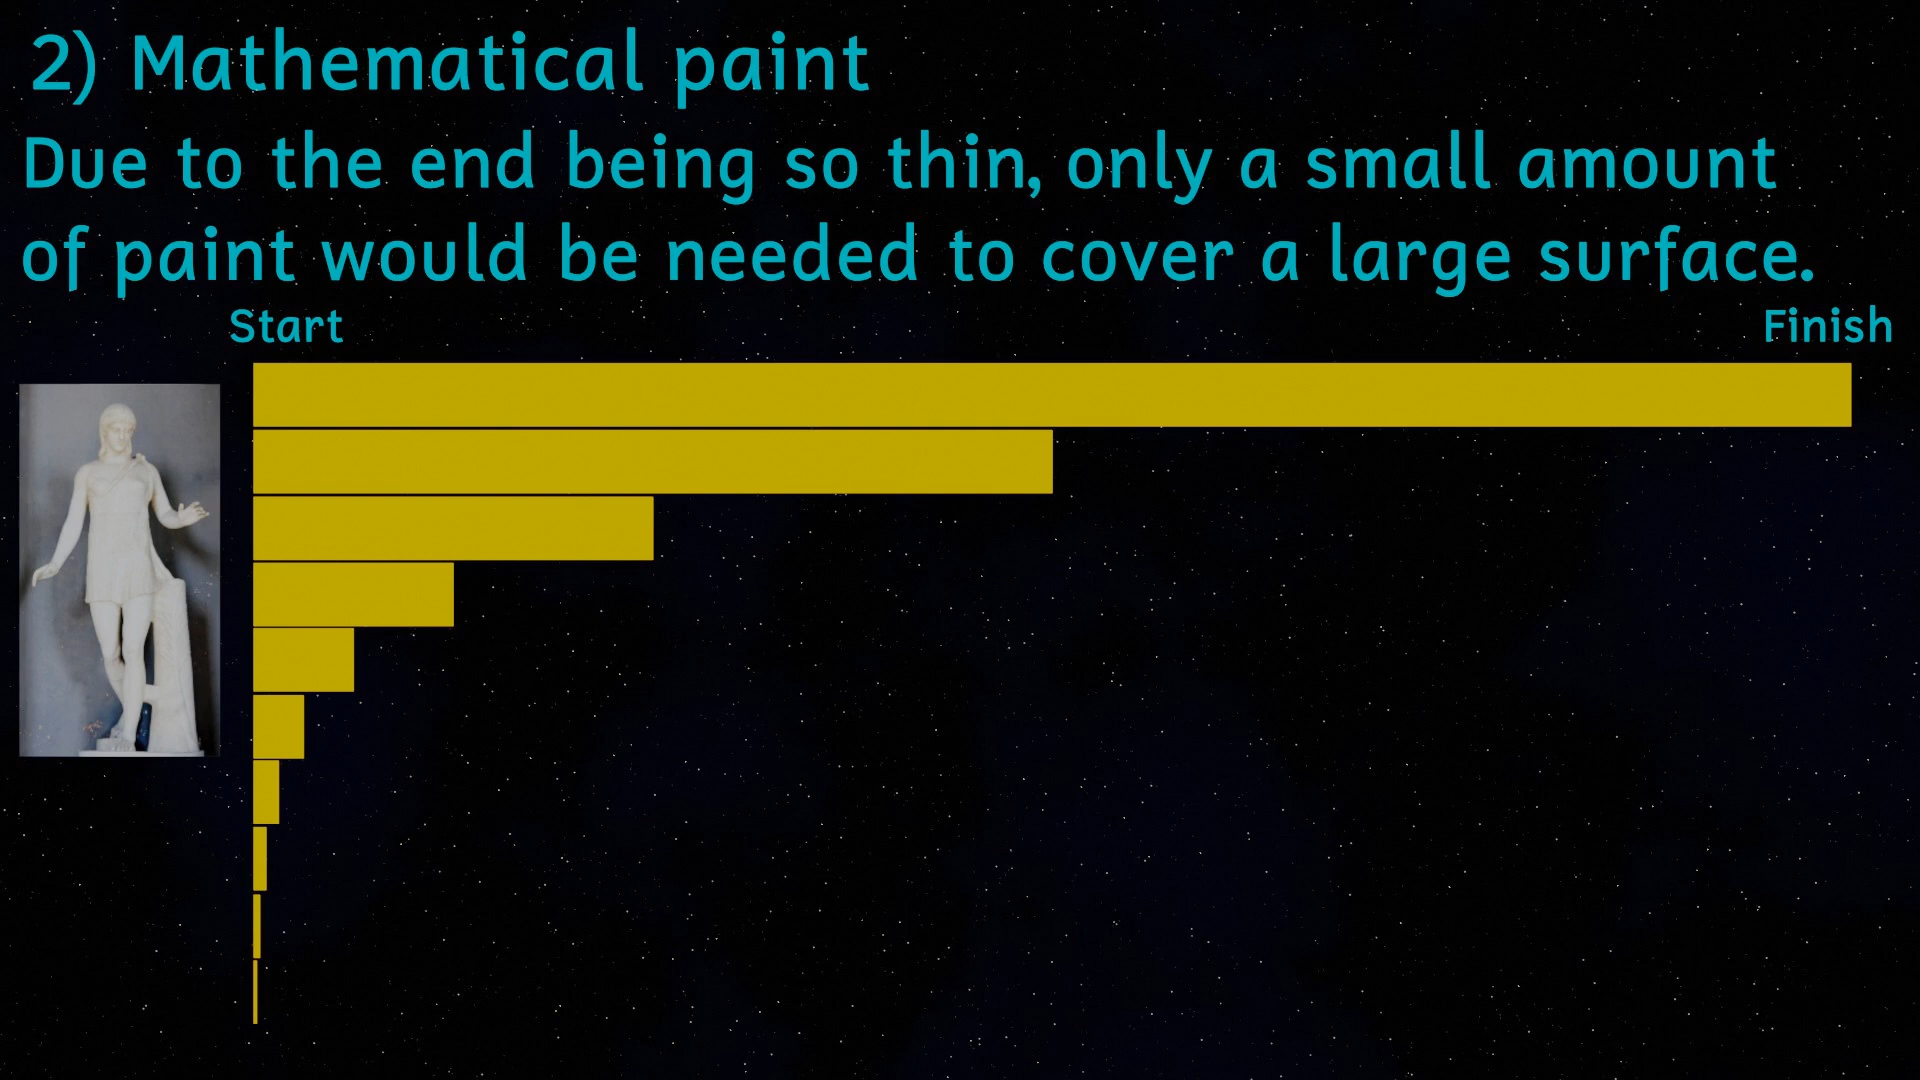 2) Mathematical paint
Due to the end being so thin, only a small amount
of paint would be needed to cover a large surface.
Start
Finish